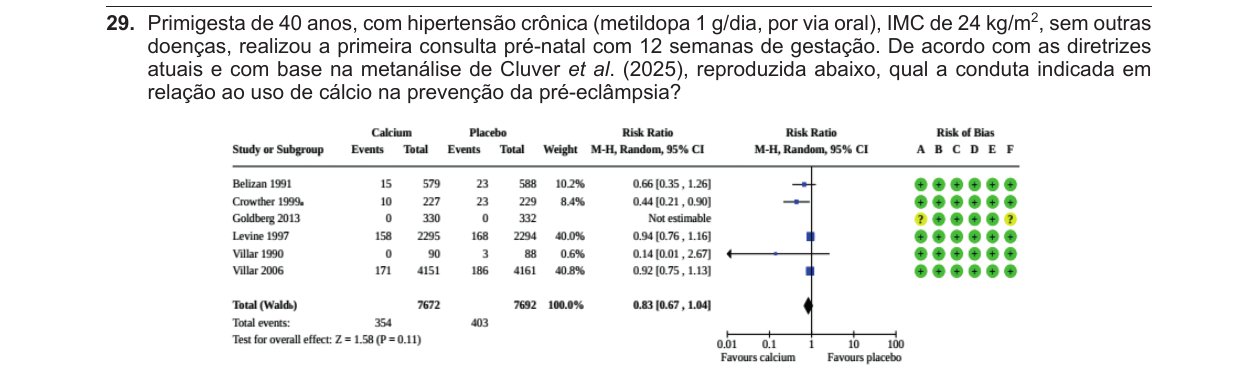 29. Primigesta de 40 anos, com hipertensão crônica (metildopa 1 g/dia, por via oral), IMC de 24 kg/m², sem outras
doenças, realizou a primeira consulta pré-natal com 12 semanas de gestação. De acordo com as diretrizes
atuais e com base na metanálise de Cluver et al. (2025), reproduzida abaixo, qual a conduta indicada em
relação ao uso de cálcio na prevenção da pré-eclâmpsia?
Calcium Placebo Risk Ratio Risk Ratio Risk of Bias
Study or Subgroup Events Total Events Total Weight M-H, Random, 95% CI M-H, Random, 95% CI A B C D E F
Belizan 1991 15 579 23 588 10.2% 0.66 [0.35 , 1.26] + + + + + +
Crowther 1999a 10 227 23 229 8.4% 0.44 [0.21 , 0.90] + + + + + +
Goldberg 2013 0 330 0 332 Not estimable ? + + + + ?
Levine 1997 158 2295 168 2294 40.0% 0.94 [0.76 , 1.16] + + + + + +
Villar 1990 0 90 3 88 0.6% 0.14 [0.01 , 2.67] + + + + + +
Villar 2006 171 4151 186 4161 40.8% 0.92 [0.75 , 1.13] + + + + + +
Total (Waldb) 7672 7692 100.0% 0.83 [0.67 , 1.04]
Total events: 354 403
Test for overall effect: Z = 1.58 (P = 0.11)
0.01 0.1 1 10 100
Favours calcium Favours placebo